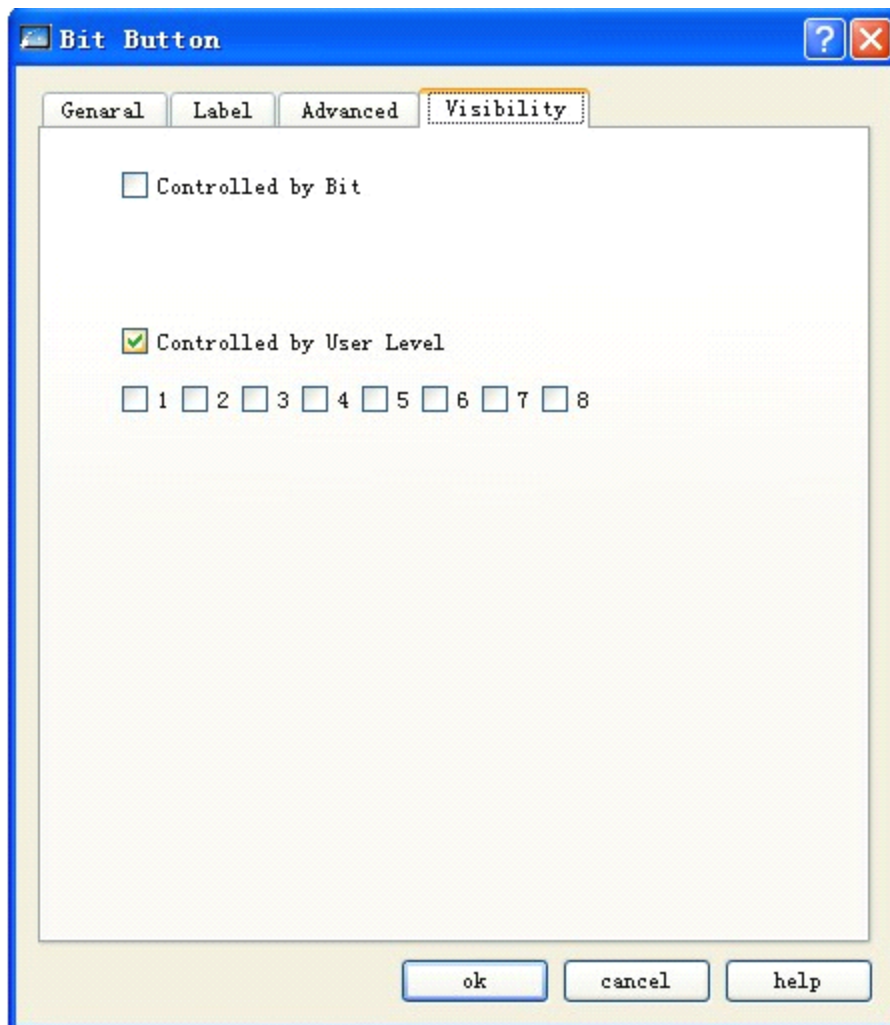 Bit Button
Genaral Label Advanced Visibility
Controlled by Bit
Controlled by User Level
1 2 3 4 5 6 7 8
ok cancel help